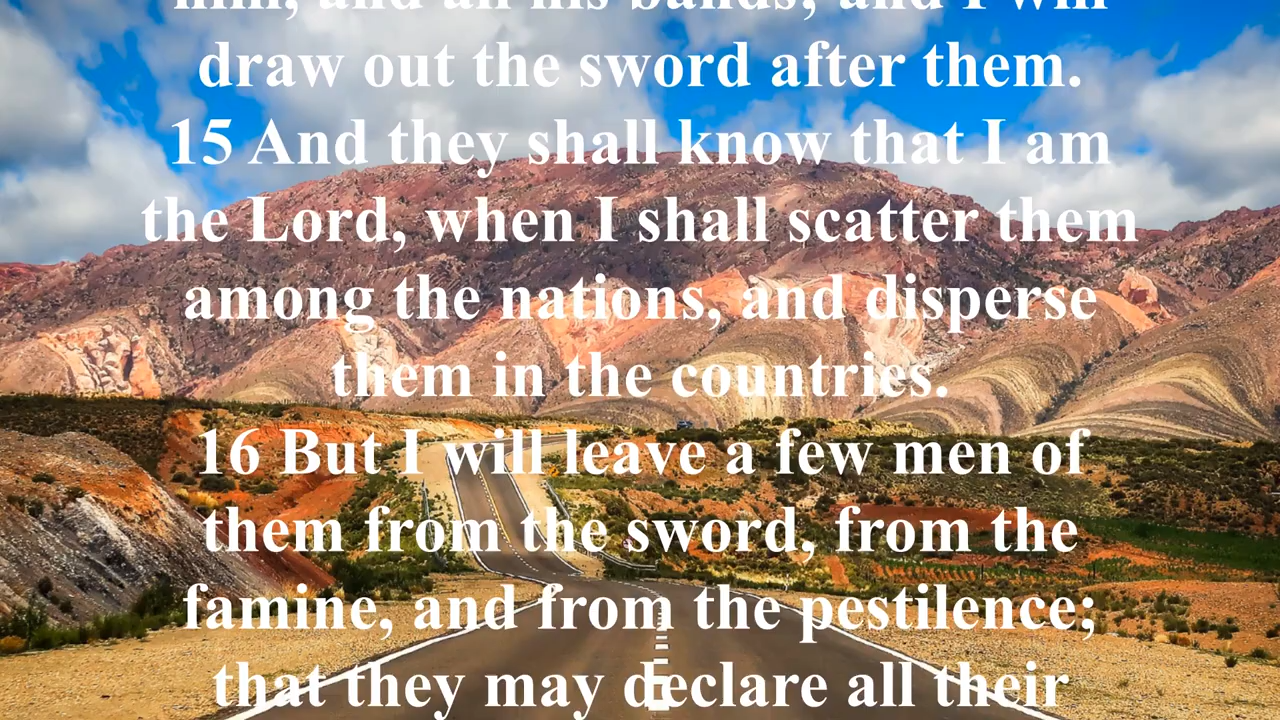 him, and all his bands; and I will
draw out the sword after them.
15 And they shall know that I am
the Lord, when I shall scatter them
among the nations, and disperse
them in the countries.
16 But I will leave a few men of
them from the sword, from the
famine, and from the pestilence;
that they may declare all their